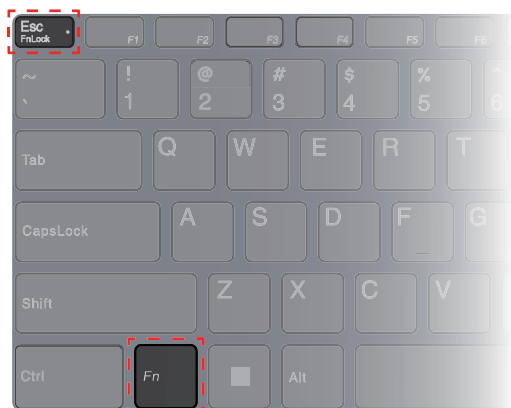 Esc
FnLock
F1
F2
F3
F4
F5
F6
~
`
!
1
@
2
#
3
$
4
%
5
^
6
Tab
Q
W
E
R
T
CapsLock
A
S
D
F
G
Shift
Z
X
C
V
Ctrl
Fn
Alt